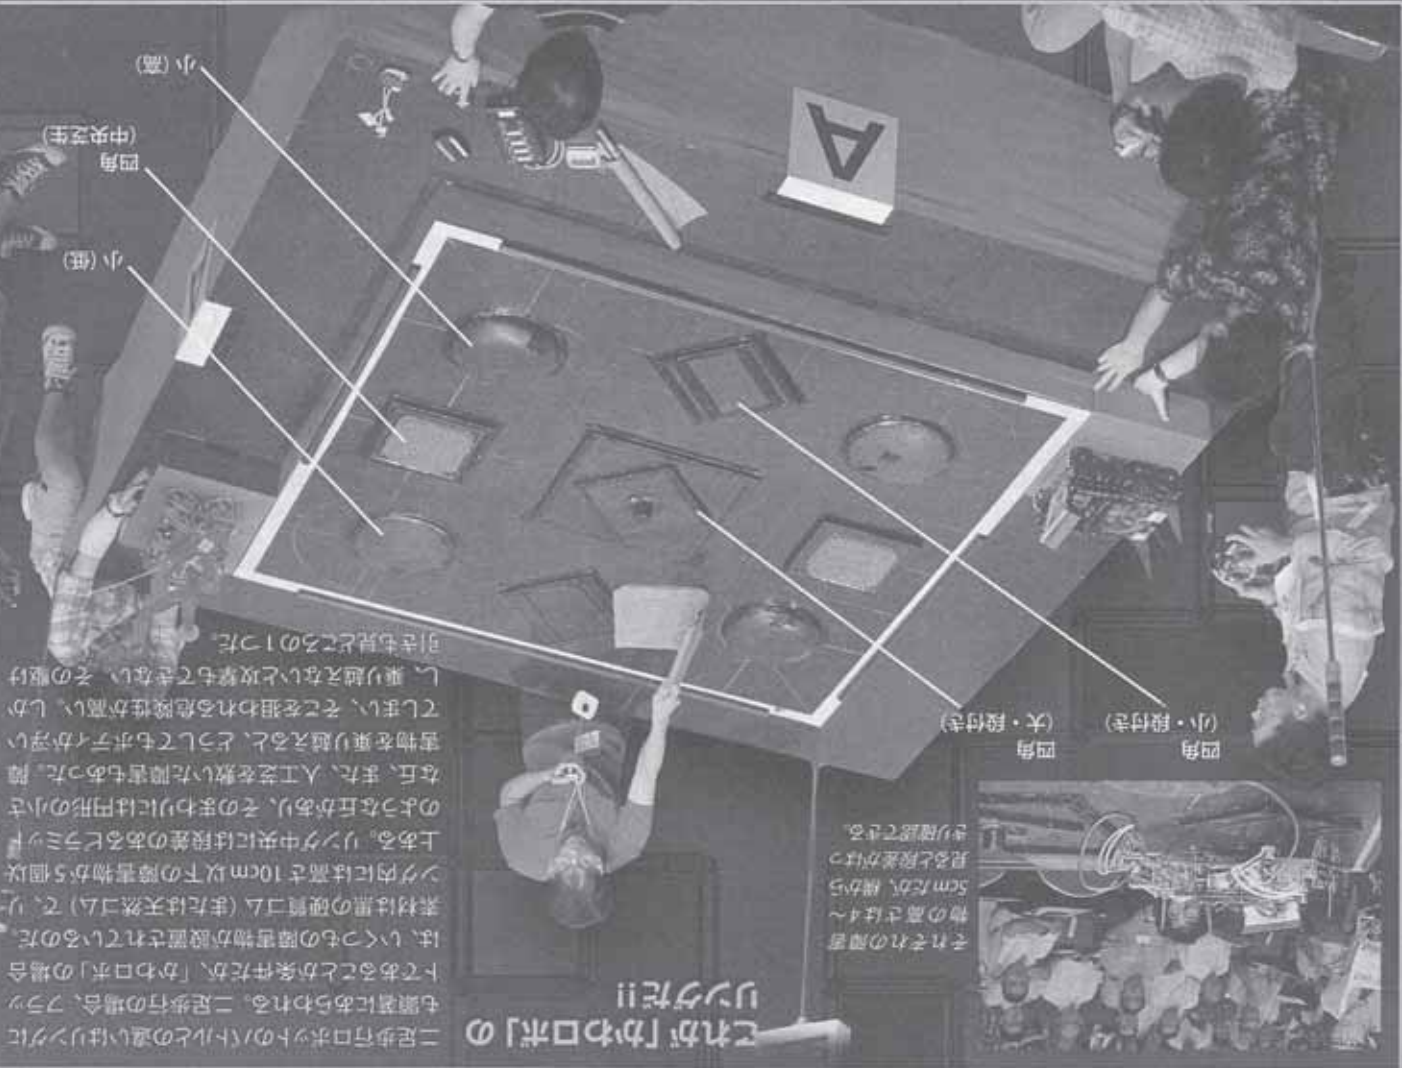 これが「かわロボ」の
リングだ!!
二足歩行ロボットのバトルとの違いはリングに
も顕著にあらわれる。二足歩行の場合、フラッ
トであることが条件だが、「かわロボ」の場合
は、いくつもの障害物が設置されているのだ。
素材は黒の硬質ゴム(または天然ゴム)で、リ
ング内には高さ10cm以下の障害物が5個以
上ある。リング中央には段差のあるピラミッド
のような丘があり、そのまわりには円形の小さ
な丘、また、人工芝を敷いた障害もあった。障
害物を乗り越えると、どうしてもボディが浮い
てしまい、そこを狙われる危険性が高い。しか
し、乗り越えないと攻撃もできない。その駆け
引きも見どころの1つだ。
それぞれの障害
物の高さは4〜
5cmだが、横から
見ると段差がはっ
きり確認できる。
四角
(小・段付き)
四角
(大・段付き)
小(低)
四角
(中央芝生)
小(高)
A